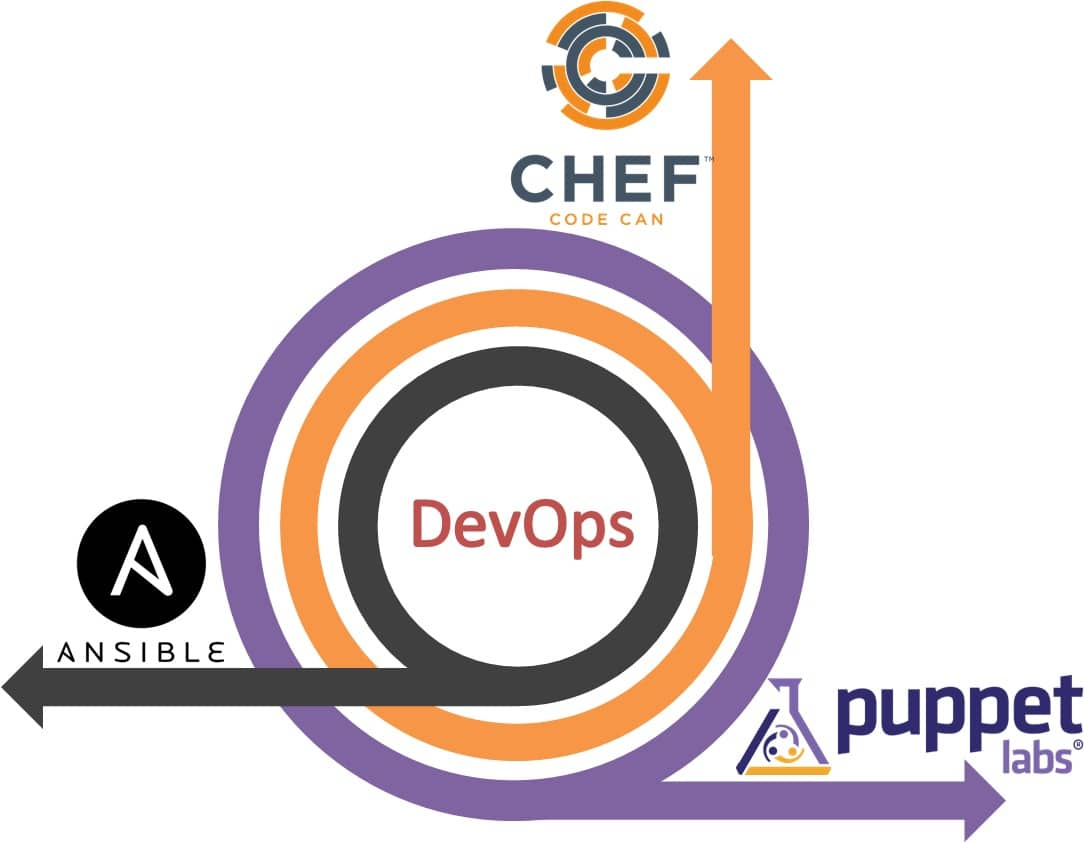 CHEF™
CODE CAN
DevOps
ANSIBLE
puppet
labs®